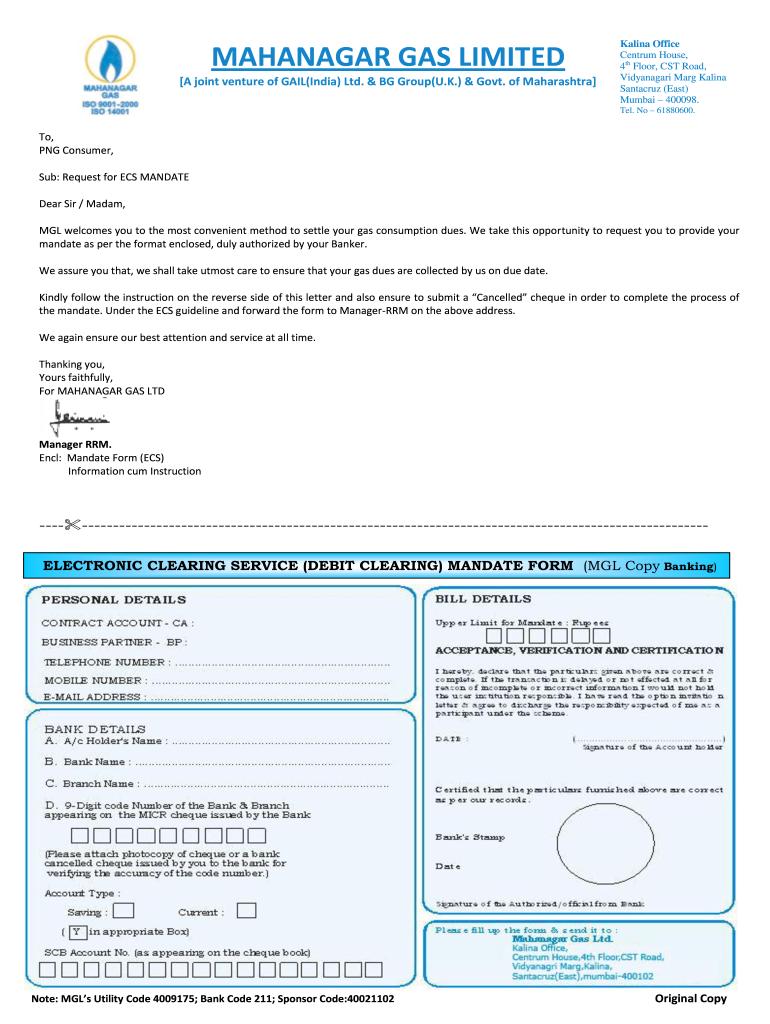 MAHANAGAR
GAS
ISO 9001-2000
ISO 14001
MAHANAGAR GAS LIMITED
[A joint venture of GAIL(India) Ltd. & BG Group(U.K.) & Govt. of Maharashtra]
Kalina Office
Centrum House,
4th Floor, CST Road,
Vidyanagari Marg Kalina
Santacruz (East)
Mumbai – 400098.
Tel. No – 61880600.
To,
PNG Consumer,
Sub: Request for ECS MANDATE
Dear Sir / Madam,
MGL welcomes you to the most convenient method to settle your gas consumption dues. We take this opportunity to request you to provide your
mandate as per the format enclosed, duly authorized by your Banker.
We assure you that, we shall take utmost care to ensure that your gas dues are collected by us on due date.
Kindly follow the instruction on the reverse side of this letter and also ensure to submit a “Cancelled” cheque in order to complete the process of
the mandate. Under the ECS guideline and forward the form to Manager-RRM on the above address.
We again ensure our best attention and service at all time.
Thanking you,
Yours faithfully,
For MAHANAGAR GAS LTD
Manager RRM.
Encl: Mandate Form (ECS)
Information cum Instruction
ELECTRONIC CLEARING SERVICE (DEBIT CLEARING) MANDATE FORM (MGL Copy Banking)
PERSONAL DETAILS
CONTRACT ACCOUNT - CA :
BUSINESS PARTNER - BP :
TELEPHONE NUMBER : ......................................................
MOBILE NUMBER : ............................................................
E-MAIL ADDRESS : ............................................................
BANK DETAILS
A. A/c Holder's Name : .......................................................
B. Bank Name : ...............................................................
C. Branch Name : .............................................................
D. 9-Digit code Number of the Bank & Branch
appearing on the MICR cheque issued by the Bank
(Please attach photocopy of cheque or a bank
cancelled cheque issued by you to the bank for
verifying the accuracy of the code number.)
Account Type :
Saving : Current :
( Y in appropriate Box)
SCB Account No. (as appearing on the cheque book)
BILL DETAILS
Upper Limit for Mandate : Rupees
ACCEPTANCE, VERIFICATION AND CERTIFICATION
I hereby, declare that the particulars given above are correct &
complete. If the transaction is delayed or not effected at all for
reason of incomplete or incorrect information I would not hold
the user institution responsible. I have read the option invitation
letter & agree to discharge the responsibility expected of me as a
participant under the scheme.
DATE : (........................................)
Signature of the Account holder
Certified that the particulars furnished above are correct
as per our records.
Bank's Stamp
Date
Signature of the Authorized/official from Bank
Please fill up the form & send it to :
Mahanagar Gas Ltd.
Kalina Office,
Centrum House,4th Floor,CST Road,
Vidyanagri Marg,Kalina,
Santacruz(East),mumbai-400102
Note: MGL's Utility Code 4009175; Bank Code 211; Sponsor Code:40021102
Original Copy